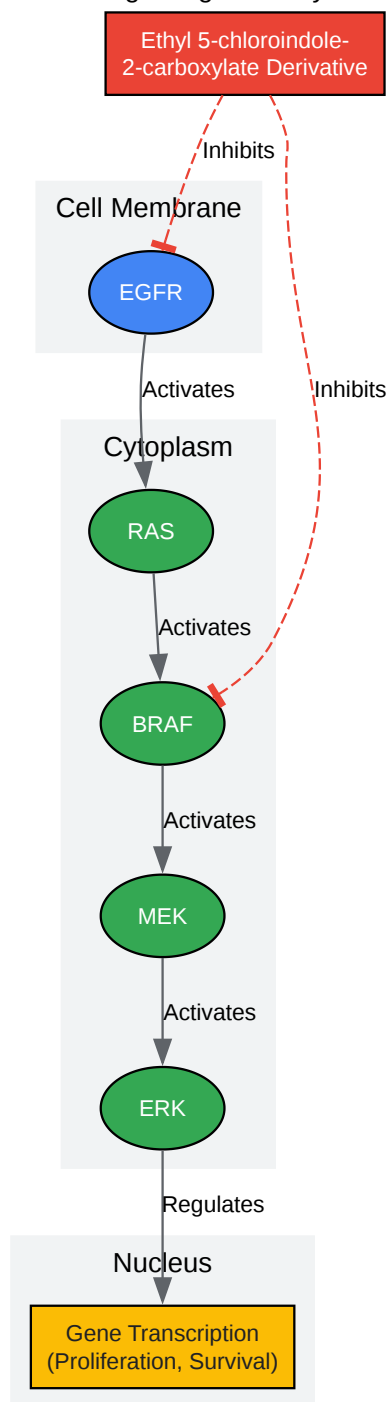 Ethyl 5-chloroindole-
2-carboxylate Derivative
Inhibits
Cell Membrane
EGFR
Activates
Inhibits
Cytoplasm
RAS
Activates
BRAF
Activates
MEK
Activates
ERK
Regulates
Nucleus
Gene Transcription
(Proliferation, Survival)